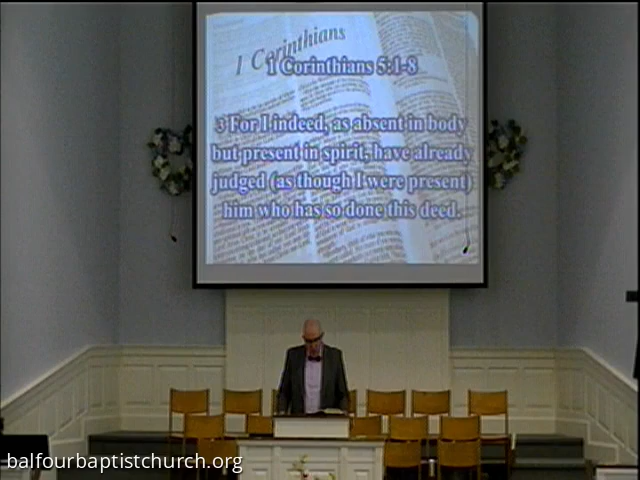 1 Corinthians
1 Corinthians 5:1-8
3 For I indeed, as absent in body
but present in spirit, have already
judged (as though I were present)
him who has so done this deed.
balfourbaptistchurch.org